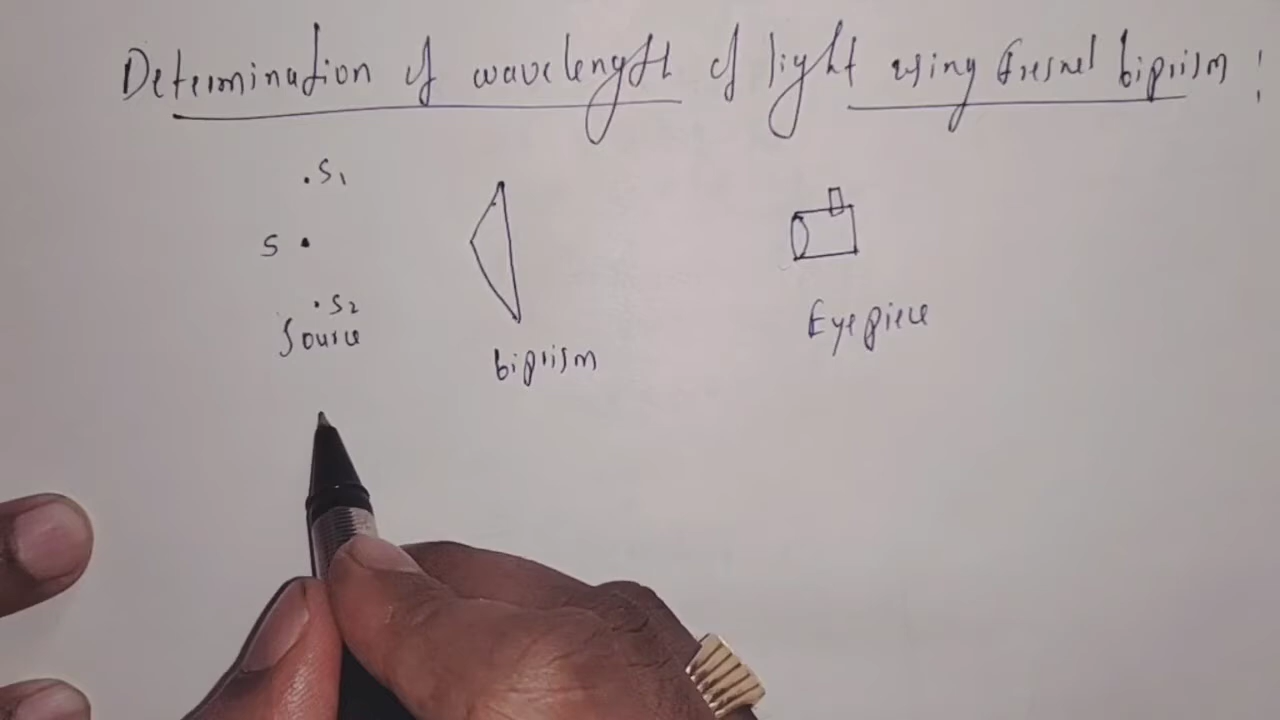 Determination of wavelength of light using Fresnel biprism :
S1
S
S2
Source
biprism
Eyepiece